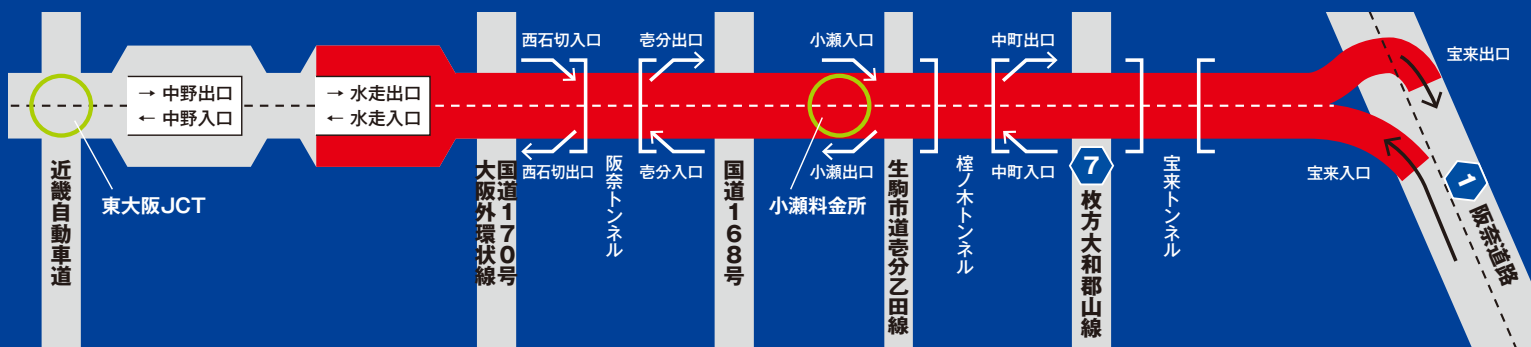 西石切入口
壱分出口
小瀬入口
中町出口
宝来出口
→ 中野出口
← 中野入口
→ 水走出口
← 水走入口
西石切出口
壱分入口
小瀬出口
中町入口
宝来入口
近畿自動車道
東大阪JCT
国道170号
大阪外環状線
阪奈トンネル
国道168号
小瀬料金所
生駒市道壱分乙田線
樫ノ木トンネル
7
枚方大和郡山線
宝来トンネル
1
阪奈道路